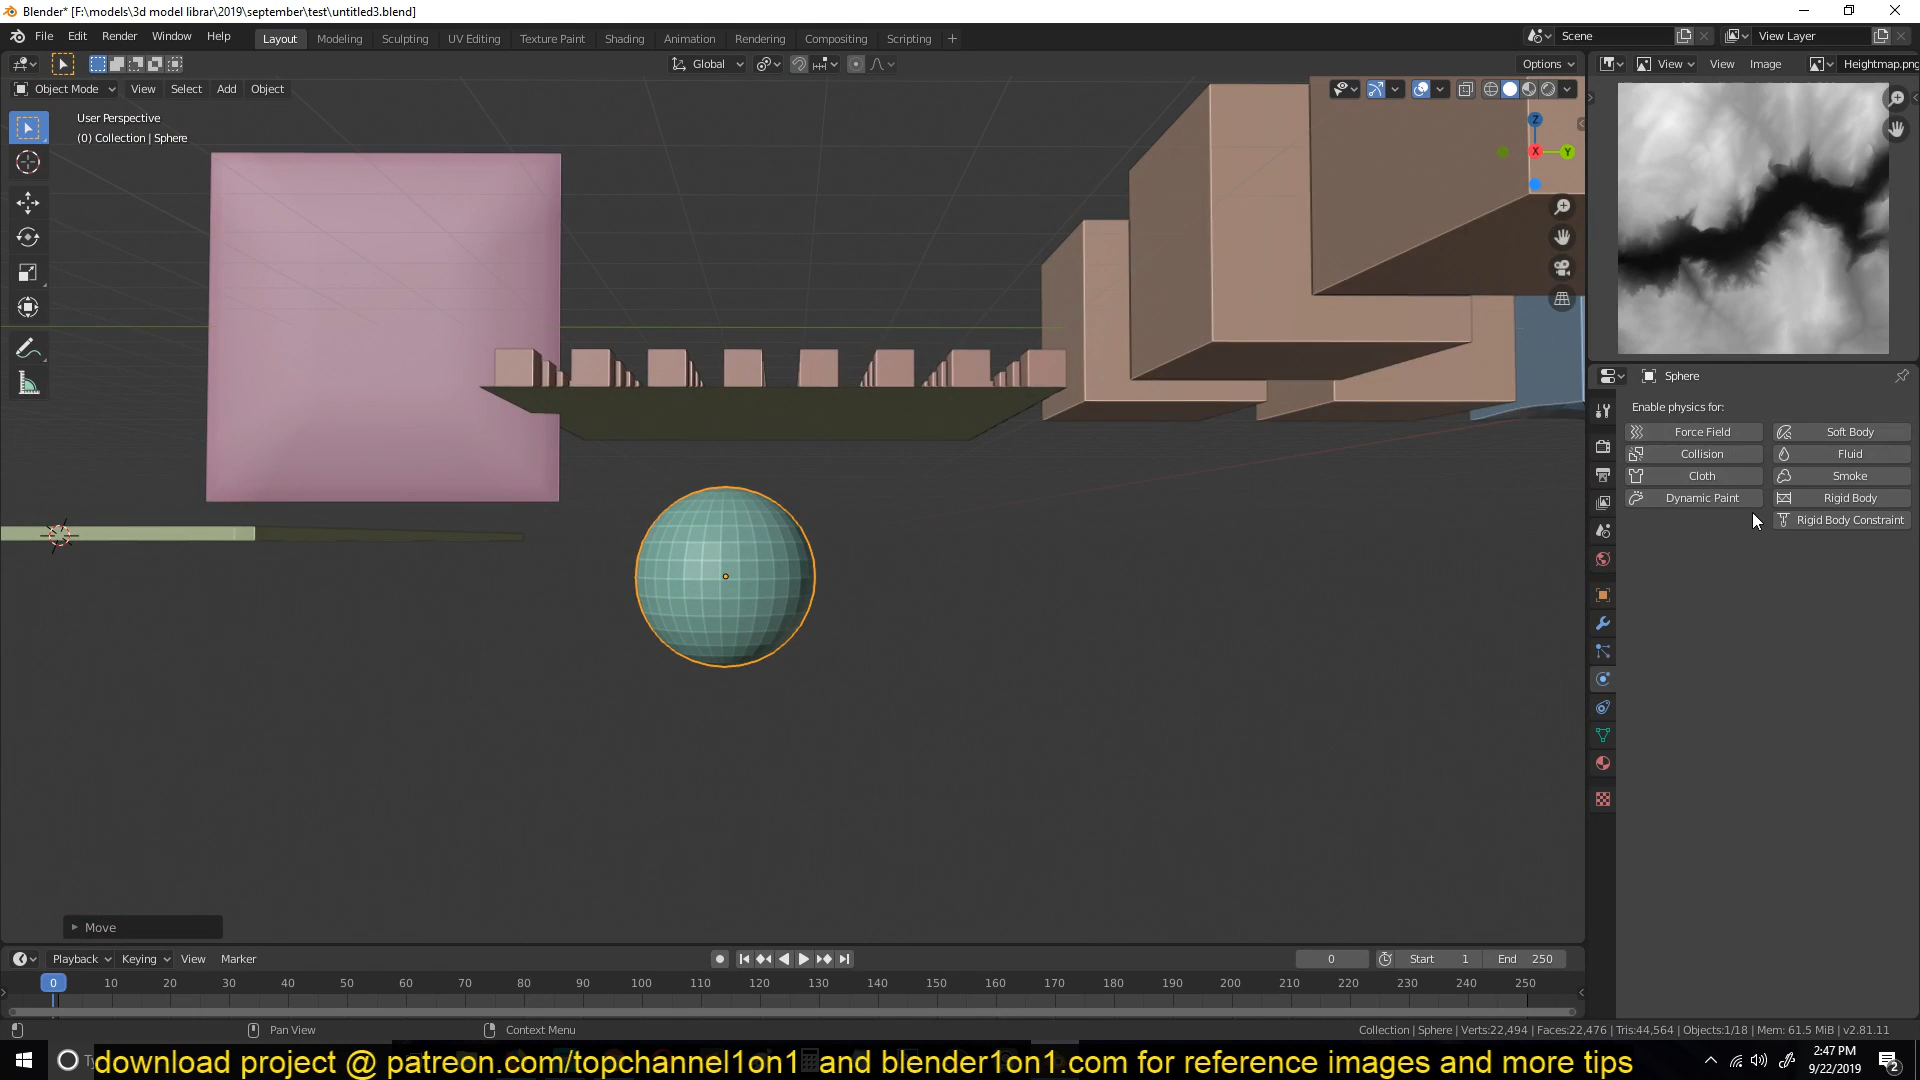 Blender* [F:\models\3d model librar\2019\september\test\untitled3.blend]
File Edit Render Window Help
Layout Modeling Sculpting UV Editing Texture Paint Shading Animation Rendering Compositing Scripting +
Scene
View Layer
Global
Options
View View Image Heightmap.png
Object Mode View Select Add Object
User Perspective
(0) Collection | Sphere
Z
X
Y
Sphere
Enable physics for:
Force Field Soft Body
Collision Fluid
Cloth Smoke
Dynamic Paint Rigid Body
Rigid Body Constraint
Move
Playback Keying View Marker
0 Start 1 End 250
0 10 20 30 40 50 60 70 80 90 100 110 120 130 140 150 160 170 180 190 200 210 220 230 240 250
Pan View Context Menu
Collection | Sphere | Verts:22,494 | Faces:22,476 | Tris:44,564 | Objects:1/18 | Mem: 61.5 MiB | v2.81.11
download project @ patreon.com/topchannel1on1 and blender1on1.com for reference images and more tips
2:47 PM
9/22/2019
2